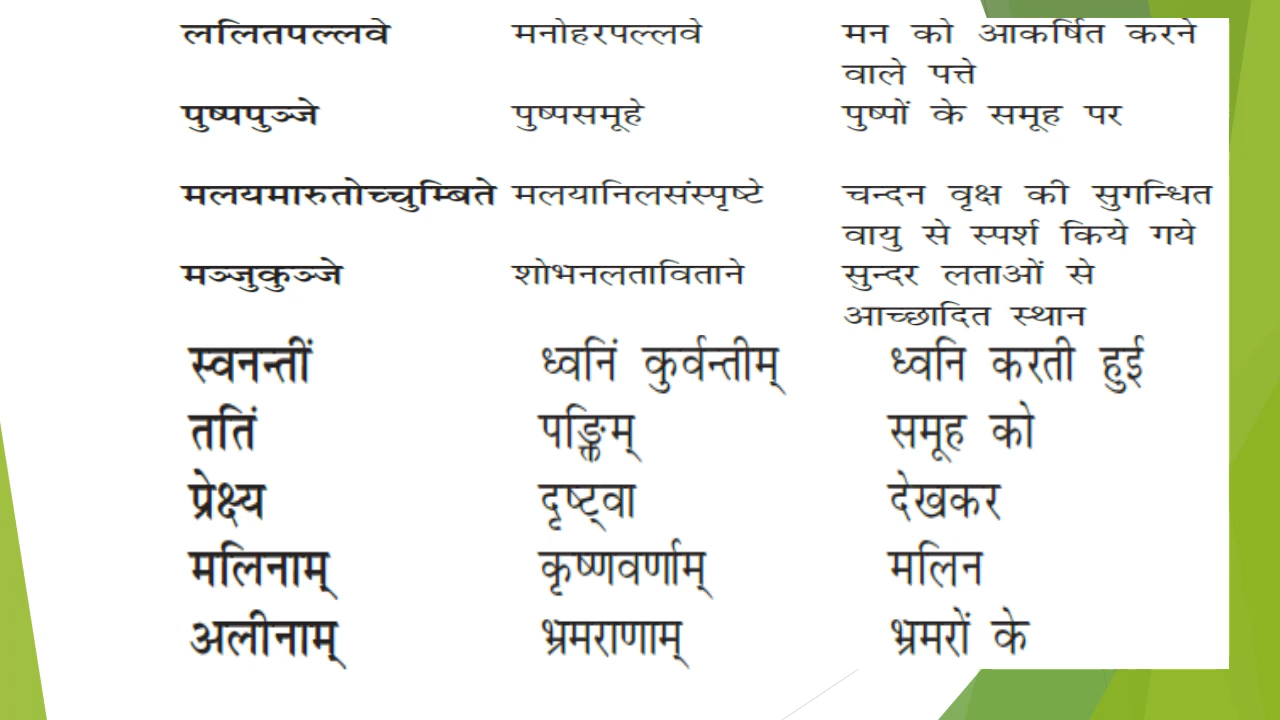 ललितपल्लवे मनोहरपल्लवे मन को आकर्षित करने
वाले पत्ते
पुष्पपुञ्जे पुष्पसमूहे पुष्पों के समूह पर
मलयमारुतोच्चुम्बिते मलयानिलसंस्पृष्टे चन्दन वृक्ष की सुगन्धित
वायु से स्पर्श किये गये
मञ्जुकुञ्जे शोभनलताविताने सुन्दर लताओं से
आच्छादित स्थान
स्वनन्तीं ध्वनिं कुर्वन्तीम् ध्वनि करती हुई
ततिं पङ्क्तिम् समूह को
प्रेक्ष्य दृष्ट्वा देखकर
मलिनाम् कृष्णवर्णाम् मलिन
अलीनाम् भ्रमराणाम् भ्रमरों के